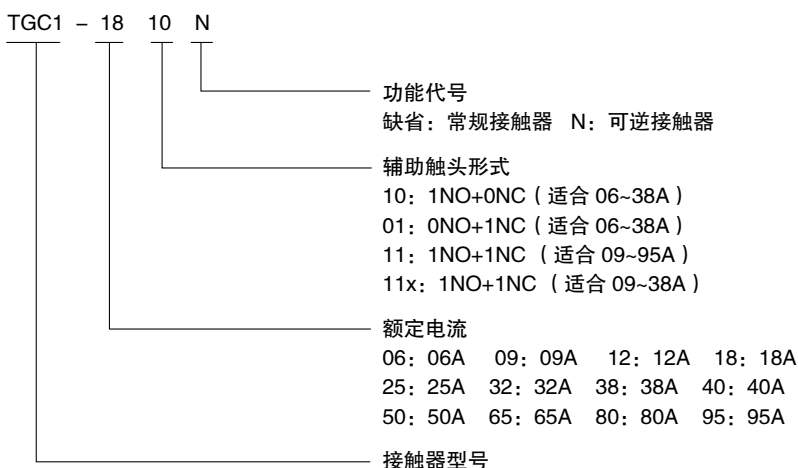 TGC1 – 18 10 N
功能代号
缺省：常规接触器 N：可逆接触器
辅助触头形式
10：1NO+0NC（适合 06~38A）
01：0NO+1NC（适合 06~38A）
11：1NO+1NC （适合 09~95A）
11x：1NO+1NC （适合 09~38A）
额定电流
06：06A 09：09A 12：12A 18：18A
25：25A 32：32A 38：38A 40：40A
50：50A 65：65A 80：80A 95：95A
接触器型号